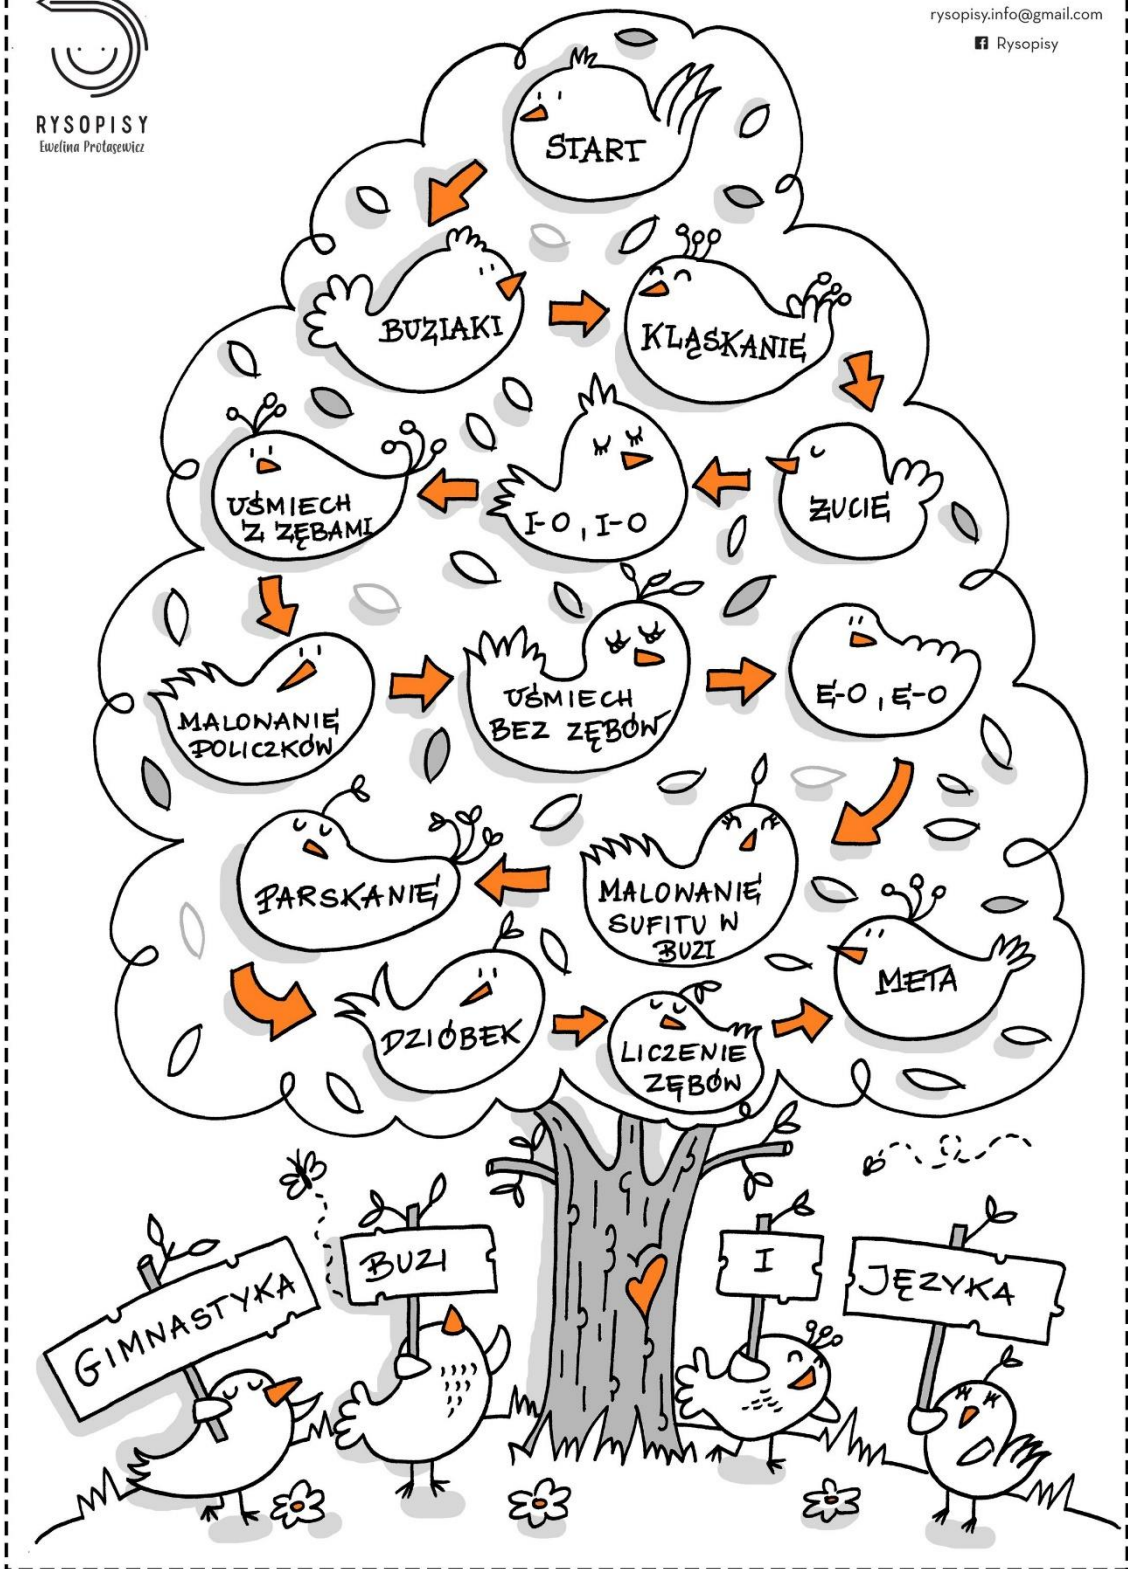 rysopisy.info@gmail.com
Rysopisy
RYSOPISY
Ewelina Protasewicz
START
BUZIAKI
KLĄSKANIE
ŻUCIE
I-O, I-O
UŚMIECH
Z ZĘBAMI
MALOWANIE
POLICZKÓW
UŚMIECH
BEZ ZĘBÓW
E-O, E-O
MALOWANIE
SUFITU W
BUZI
PARSKANIE
DZIÓBEK
LICZENIE
ZĘBÓW
META
GIMNASTYKA
BUZI
I
JĘZYKA